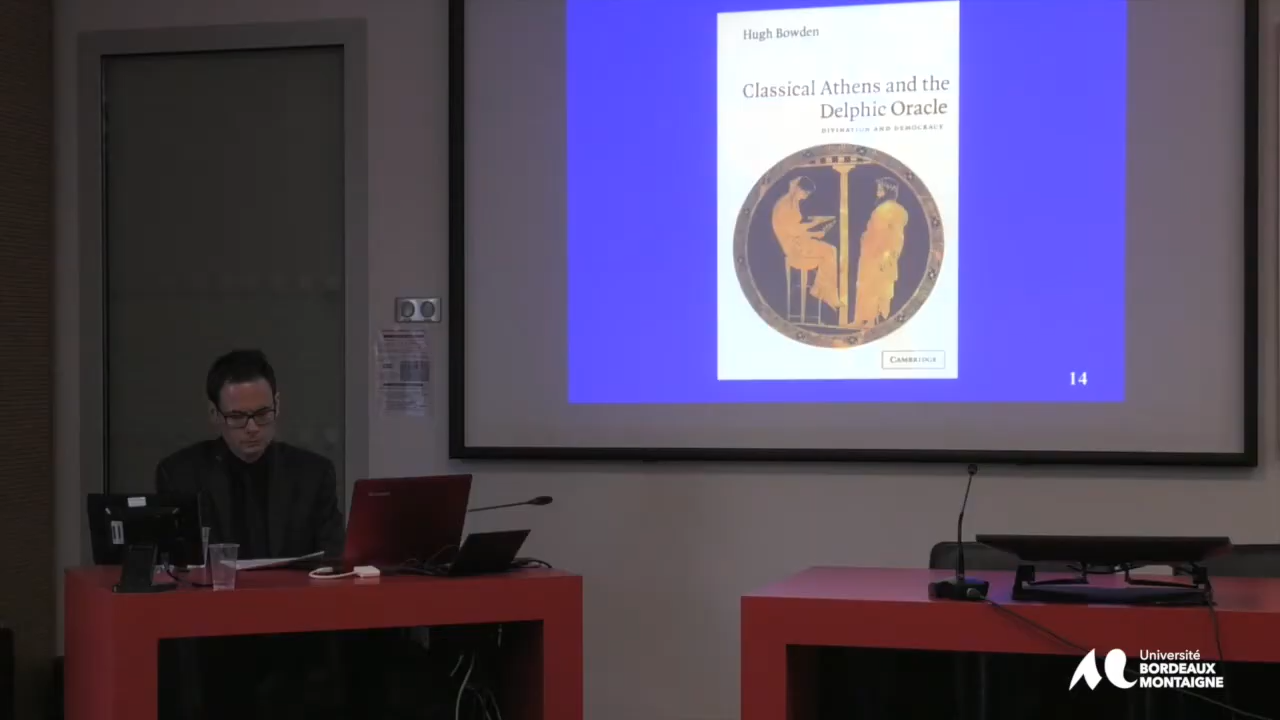 Hugh Bowden
Classical Athens and the
Delphic Oracle
DIVINATION AND DEMOCRACY
CAMBRIDGE
14
Université
BORDEAUX
MONTAIGNE